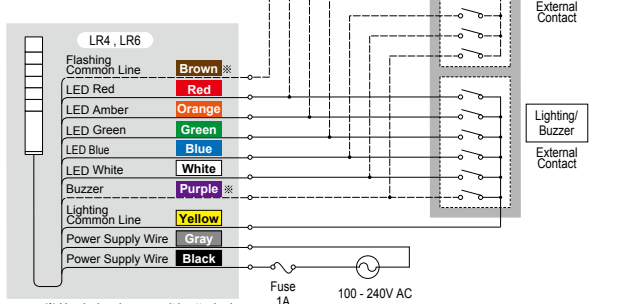 External
Contact
LR4 , LR6
Flashing
Common Line Brown ※
LED Red Red
LED Amber Orange
LED Green Green
LED Blue Blue
LED White White
Buzzer Purple ※
Lighting
Common Line Yellow
Power Supply Wire Gray
Power Supply Wire Black
Lighting/
Buzzer
External
Contact
Fuse
1A
100 - 240V AC